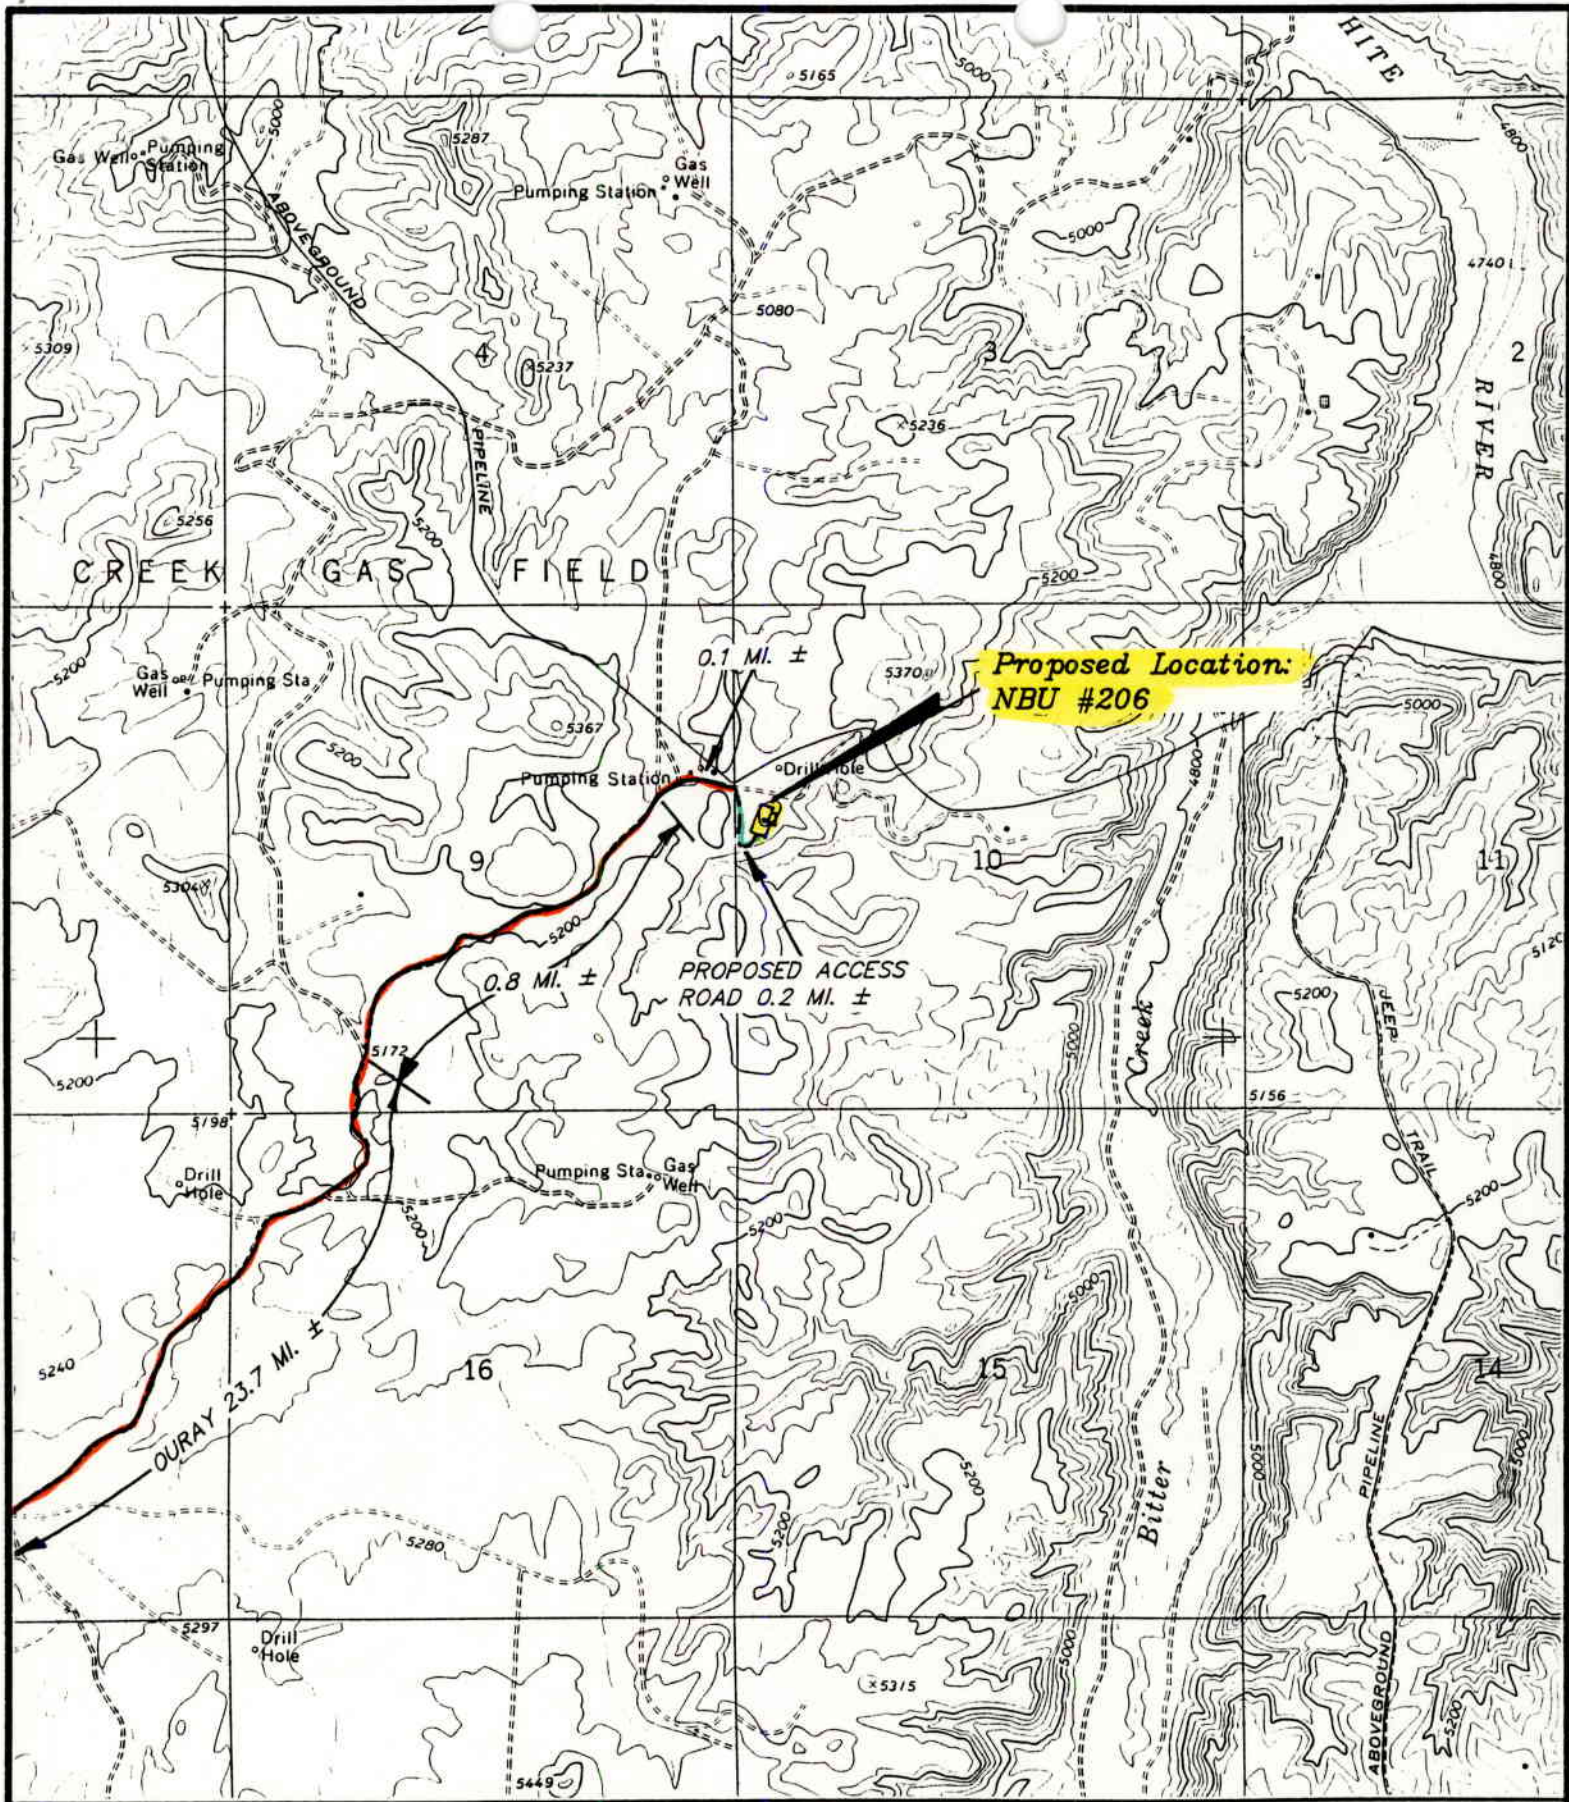 HITE
5165
5000
5000
4800
5287
Gas Well
Pumping
Station
Gas
Well
Pumping Station
ABOVEGROUND
5000
4740
5080
5309
4
3
2
5237
RIVER
5236
PIPELINE
5200
5256
CREEK GAS FIELD
5200
4800
0.1 MI. ±
5370
Proposed Location:
NBU #206
5200
Gas
Well
Pumping Sta
5367
5000
5200
Pumping Station
Drill Hole
4800
9
10
11
5304
5200
5120
0.8 MI. ±
PROPOSED ACCESS
ROAD 0.2 MI. ±
5200
JEEP
Creek
5000
5172
5200
5156
5198
TRAIL
Drill
Hole
Pumping Sta
Gas
Well
5200
5200
5200
5000
5240
OURAY 23.7 MI. ±
16
15
14
PIPELINE
5000
5000
5200
Bitter
5200
5280
5297
Drill
Hole
5000
ABOVEGROUND
5315
5200
5449